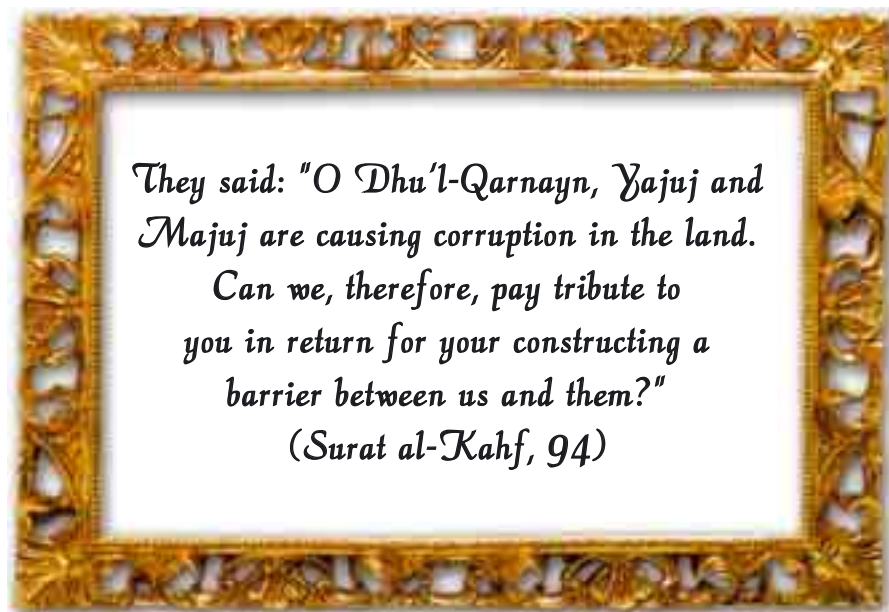 They said: "O Dhu'l-Qarnayn, Yajuj and
Majuj are causing corruption in the land.
Can we, therefore, pay tribute to
you in return for your constructing a
barrier between us and them?"
(Surat al-Kahf, 94)